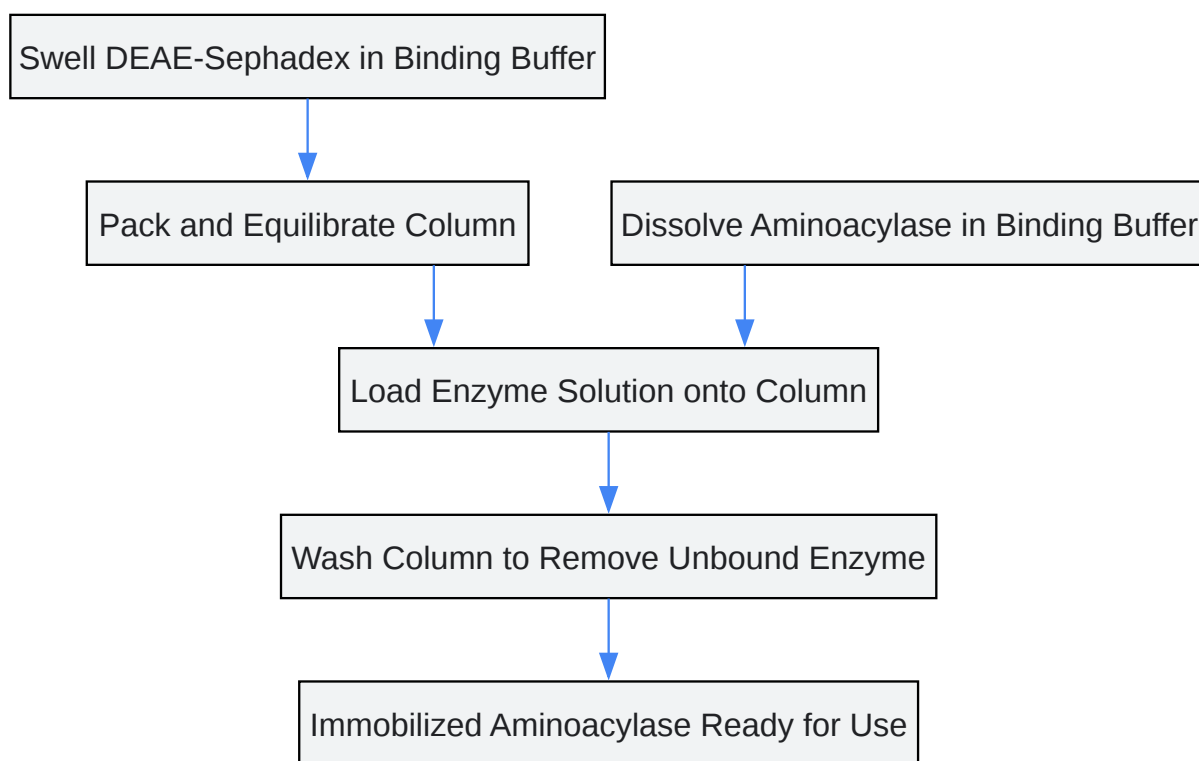 Swell DEAE-Sephadex in Binding Buffer
Pack and Equilibrate Column
Dissolve Aminoacylase in Binding Buffer
Load Enzyme Solution onto Column
Wash Column to Remove Unbound Enzyme
Immobilized Aminoacylase Ready for Use